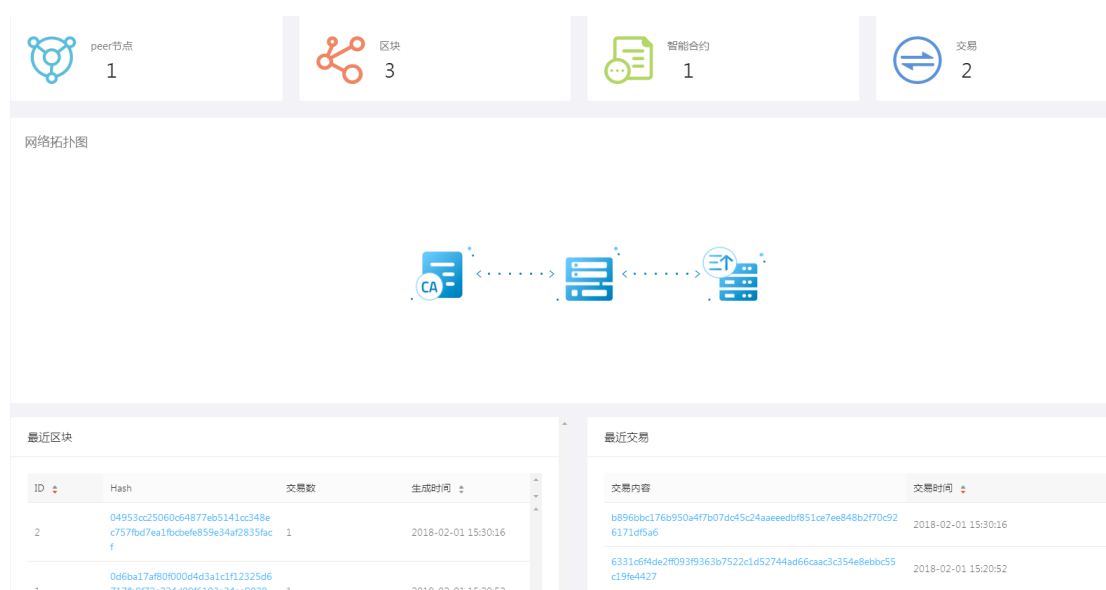 peer节点
1
区块
3
智能合约
1
交易
2
网络拓扑图
CA
最近区块
ID
Hash
交易数
生成时间
2
04953cc25060c64877eb5141cc348e
c757fbd7ea1fbcbefe859e34af2835fac
f
1
2018-02-01 15:30:16
0d6ba17af80f000d4d3a1c1f12325d6
最近交易
交易内容
交易时间
b896bbc176b950a4f7b07dc45c24aaeeedbf851ce7ee848b2f70c92
6171df5a6
2018-02-01 15:30:16
6331c6f4de2ff093f9363b7522c1d52744ad66caac3c354e8ebbc55
c19fe4427
2018-02-01 15:20:52